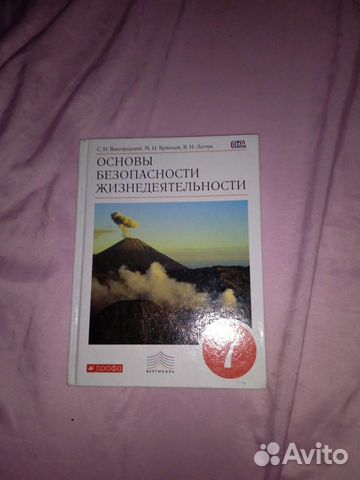 С. Н. Вангородский, М. И. Кузнецов, В. Н. Латчук
ОСНОВЫ
БЕЗОПАСНОСТИ
ЖИЗНЕДЕЯТЕЛЬНОСТИ
7
дрофа
ВЕРТИКАЛЬ
Avito